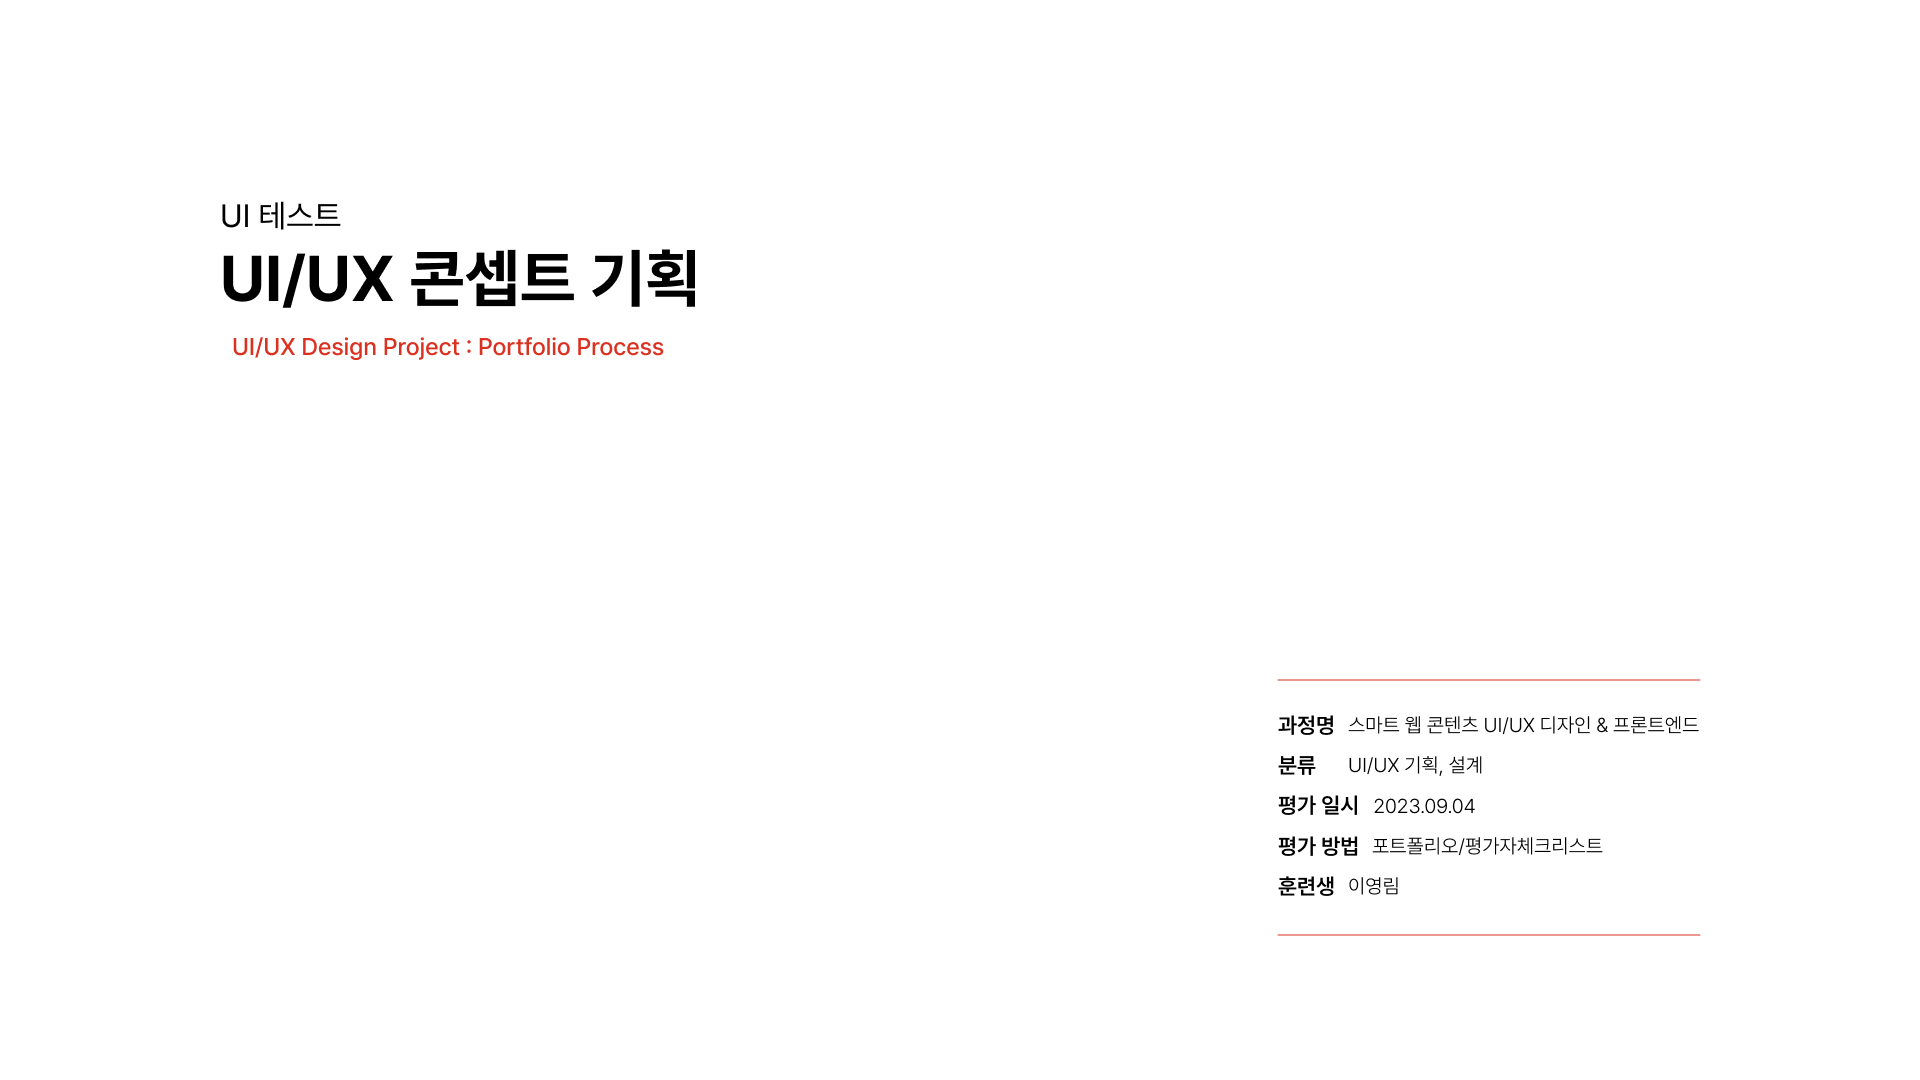 UI 테스트
UI/UX 콘셉트 기획
UI/UX Design Project : Portfolio Process
과정명 스마트 웹 콘텐츠 UI/UX 디자인 & 프론트엔드
분류 UI/UX 기획, 설계
평가 일시 2023.09.04
평가 방법 포트폴리오/평가자체크리스트
훈련생 이영림